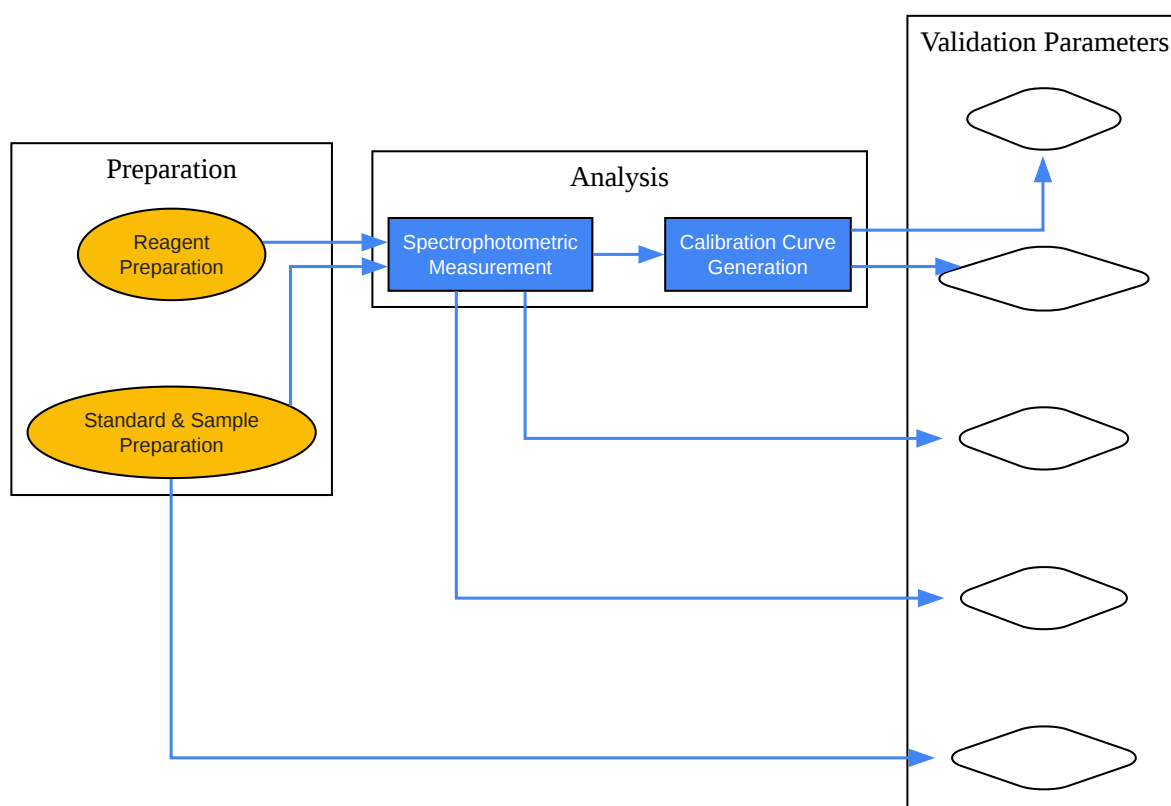 Validation Parameters
Preparation
Analysis
Reagent
Preparation
Spectrophotometric
Measurement
Calibration Curve
Generation
Standard & Sample
Preparation